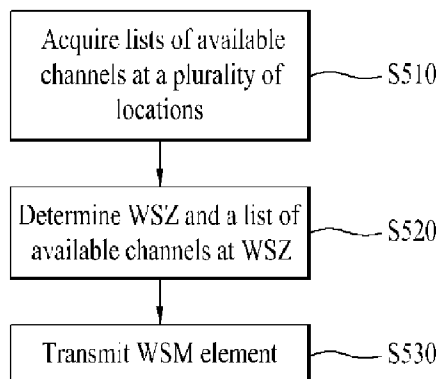 Acquire lists of available
channels at a plurality of
locations
S510
Determine WSZ and a list of
available channels at WSZ
S520
Transmit WSM element
S530